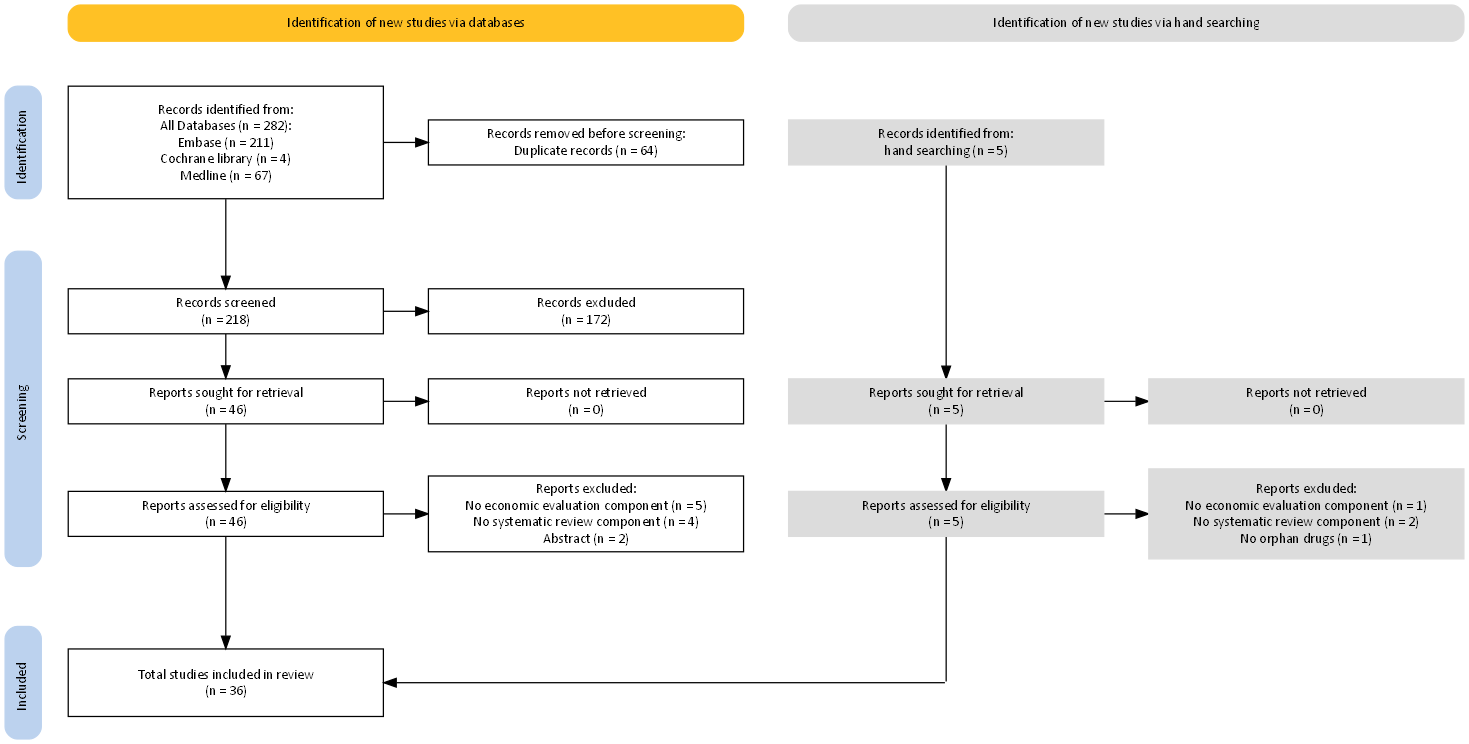 Identification of new studies via databases
Identification of new studies via hand searching
Identification
Records identified from:
All Databases (n = 282):
Embase (n = 211)
Cochrane library (n = 4)
Medline (n = 67)
Records removed before screening:
Duplicate records (n = 64)
Records identified from:
hand searching (n = 5)
Screening
Records screened
(n = 218)
Records excluded
(n = 172)
Reports sought for retrieval
(n = 46)
Reports not retrieved
(n = 0)
Reports sought for retrieval
(n = 5)
Reports not retrieved
(n = 0)
Reports assessed for eligibility
(n = 46)
Reports excluded:
No economic evaluation component (n = 5)
No systematic review component (n = 4)
Abstract (n = 2)
Reports assessed for eligibility
(n = 5)
Reports excluded:
No economic evaluation component (n = 1)
No systematic review component (n = 2)
No orphan drugs (n = 1)
Included
Total studies included in review
(n = 36)